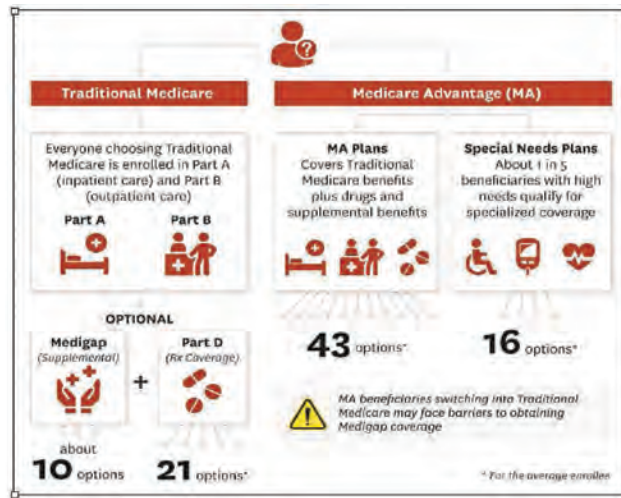 ?
Traditional Medicare
Medicare Advantage (MA)
Everyone choosing Traditional
Medicare is enrolled in Part A
(inpatient care) and Part B
(outpatient care)
Part A
Part B
MA Plans
Covers Traditional
Medicare benefits
plus drugs and
supplemental benefits
Special Needs Plans
About 1 in 5
beneficiaries with high
needs qualify for
specialized coverage
OPTIONAL
Medigap
(Supplemental)
+
Part D
(Rx Coverage)
about
10 options
21 options*
43 options*
16 options*
MA beneficiaries switching into Traditional
Medicare may face barriers to obtaining
Medigap coverage
* For the average enrollee